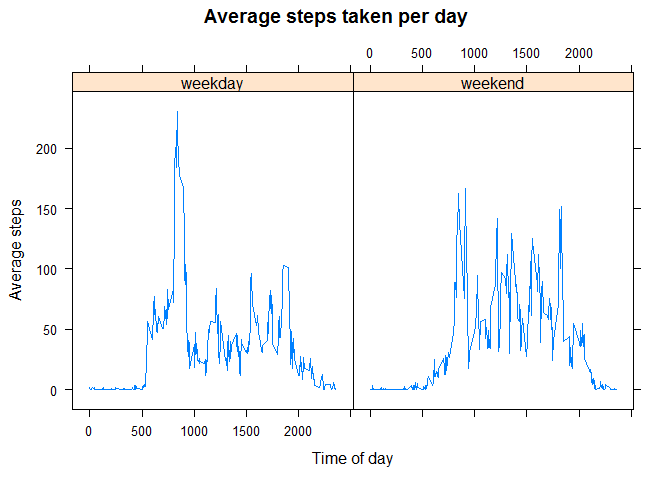 Average steps taken per day
0 500 1000 1500 2000
weekday weekend
Average steps
200
150
100
50
0
0 500 1000 1500 2000
Time of day